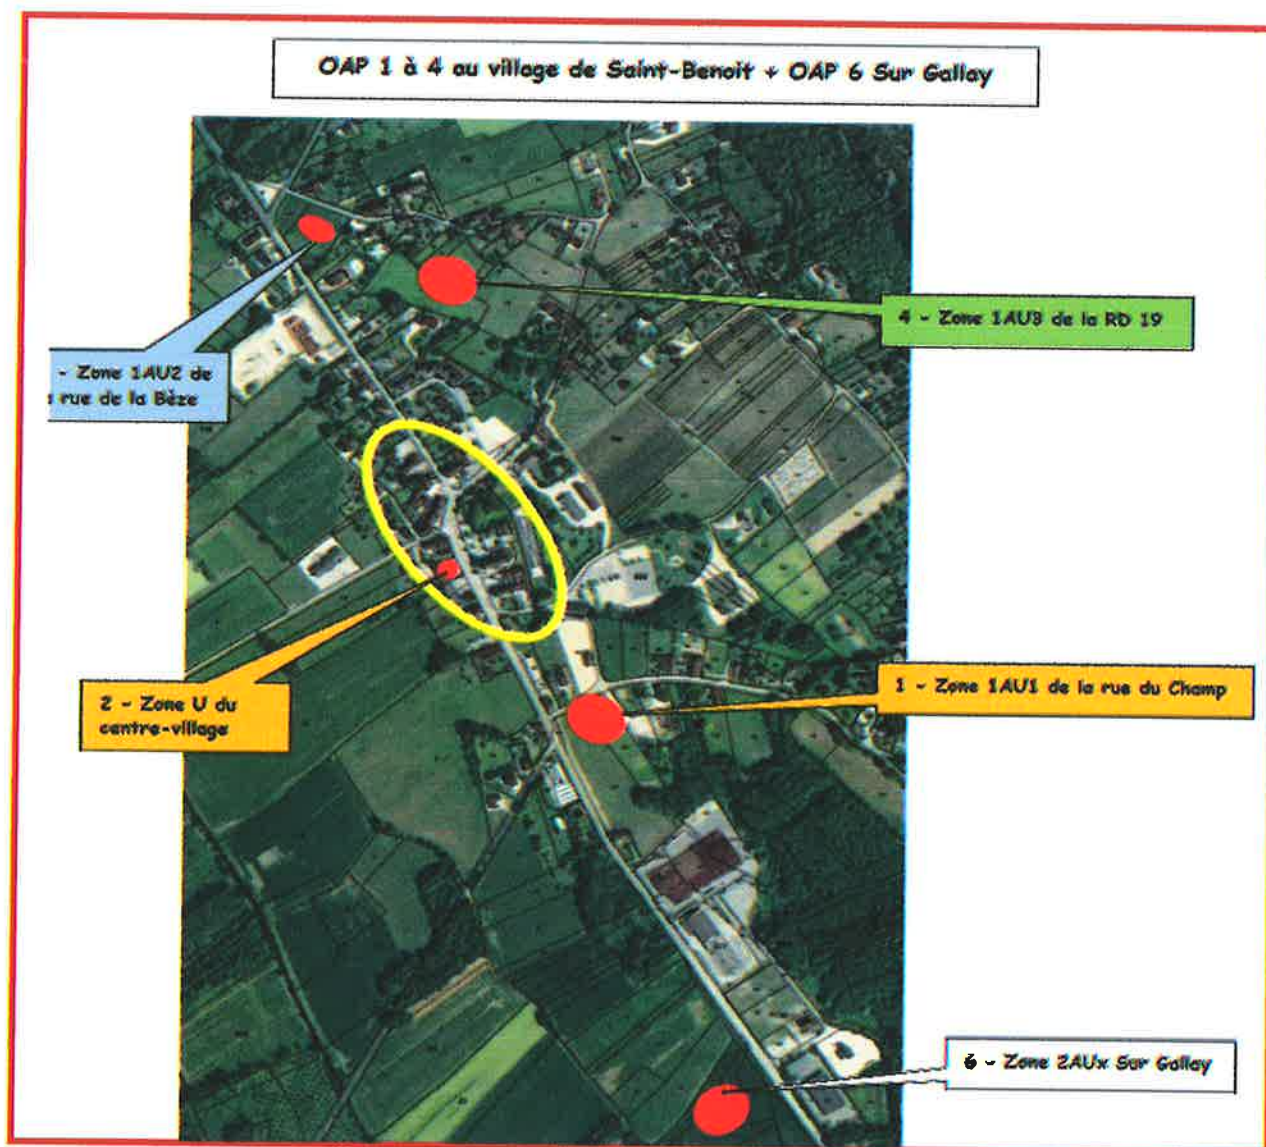 OAP 1 à 4 au village de Saint-Benoit + OAP 6 Sur Gallay
4 - Zone 1AU3 de la RD 19
- Zone 1AU2 de
rue de la Bèze
2 - Zone U du
centre-village
1 - Zone 1AU1 de la rue du Champ
6 - Zone 2AUx Sur Gallay